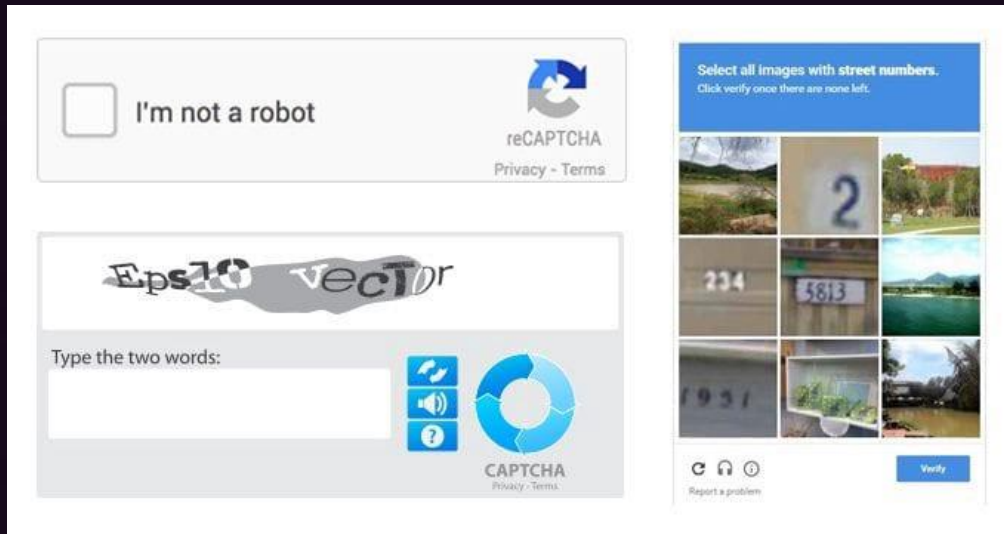 I'm not a robot
reCAPTCHA
Privacy - Terms
Eps10 vector
Type the two words:
?
CAPTCHA
Privacy - Terms
Select all images with street numbers.
Click verify once there are none left.
2
234
5813
Report a problem
Verify